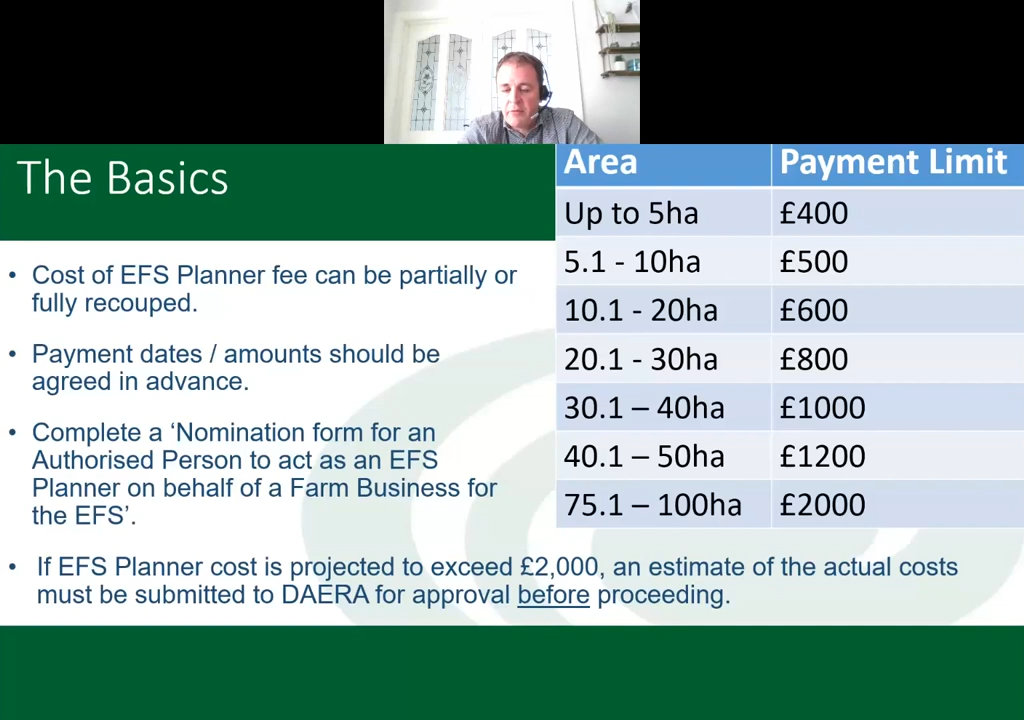 The Basics
• Cost of EFS Planner fee can be partially or
fully recouped.
• Payment dates / amounts should be
agreed in advance.
• Complete a ‘Nomination form for an
Authorised Person to act as an EFS
Planner on behalf of a Farm Business for
the EFS’.
• If EFS Planner cost is projected to exceed £2,000, an estimate of the actual costs
must be submitted to DAERA for approval before proceeding.
Area Payment Limit
Up to 5ha £400
5.1 - 10ha £500
10.1 - 20ha £600
20.1 - 30ha £800
30.1 – 40ha £1000
40.1 – 50ha £1200
75.1 – 100ha £2000